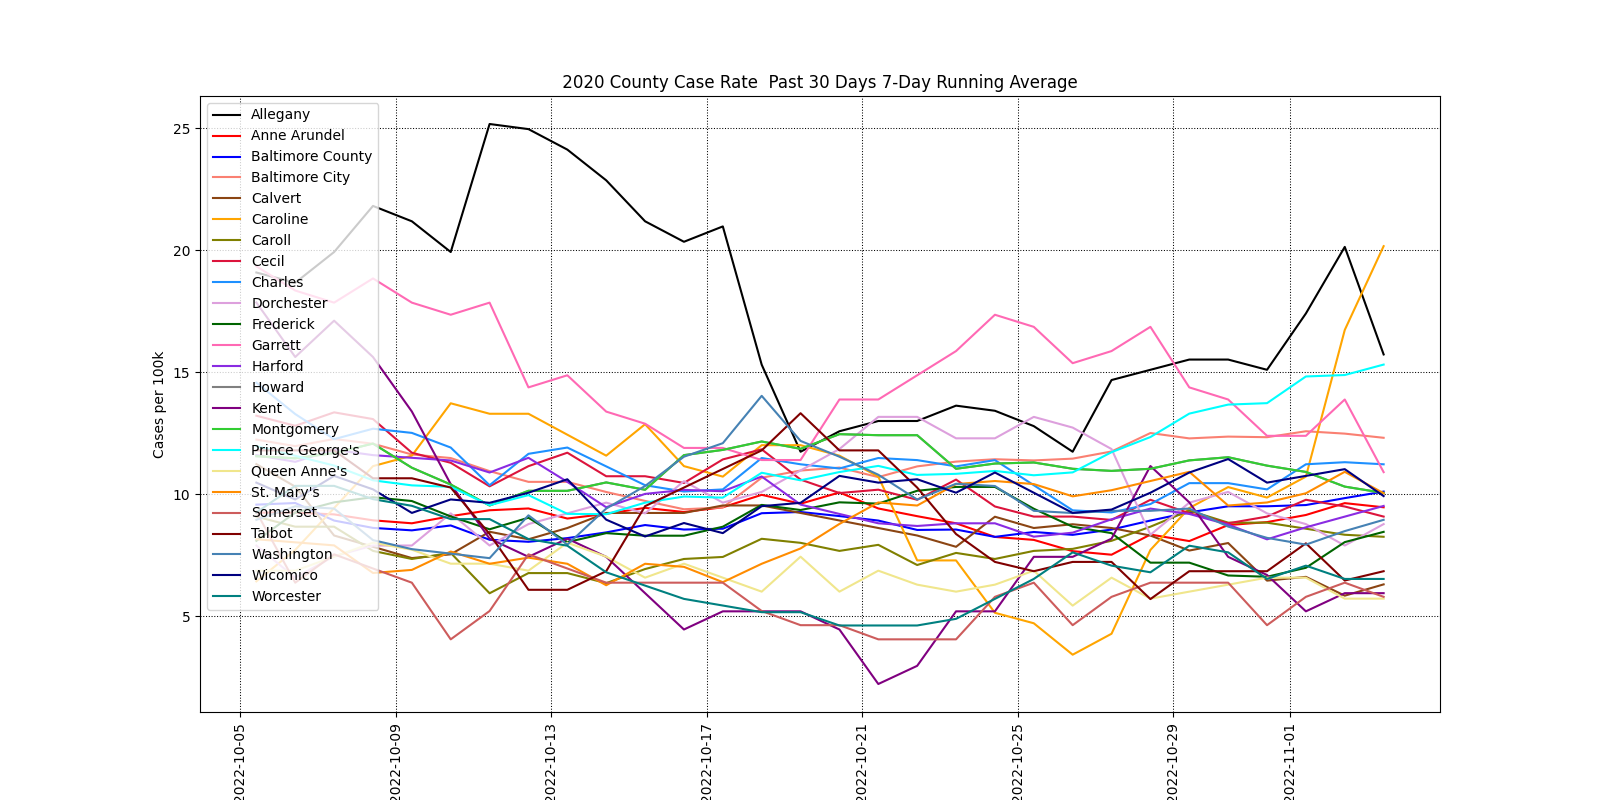 2020 County Case Rate  Past 30 Days 7-Day Running Average
Cases per 100k
25
20
15
10
5
Allegany
Anne Arundel
Baltimore County
Baltimore City
Calvert
Caroline
Caroll
Cecil
Charles
Dorchester
Frederick
Garrett
Harford
Howard
Kent
Montgomery
Prince George's
Queen Anne's
St. Mary's
Somerset
Talbot
Washington
Wicomico
Worcester
2022-10-05
2022-10-09
2022-10-13
2022-10-17
2022-10-21
2022-10-25
2022-10-29
2022-11-01